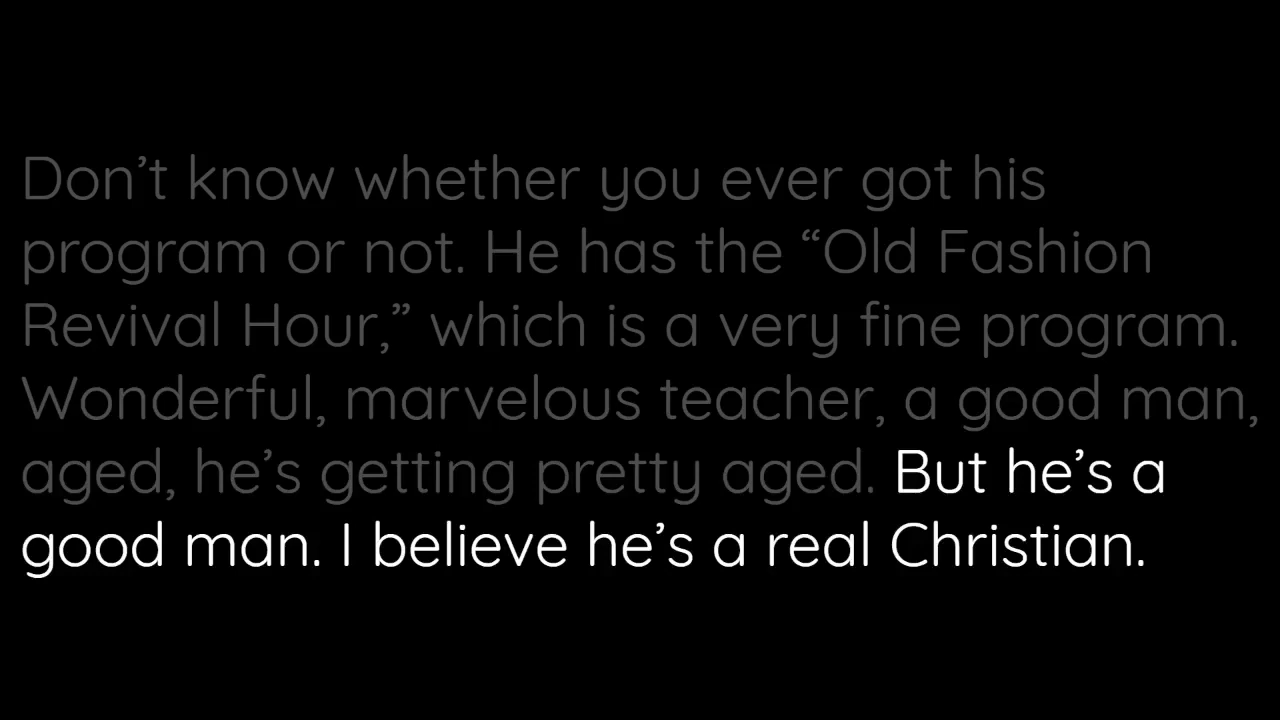 Don’t know whether you ever got his
program or not. He has the “Old Fashion
Revival Hour,” which is a very fine program.
Wonderful, marvelous teacher, a good man,
aged, he’s getting pretty aged. But he’s a
good man. I believe he’s a real Christian.